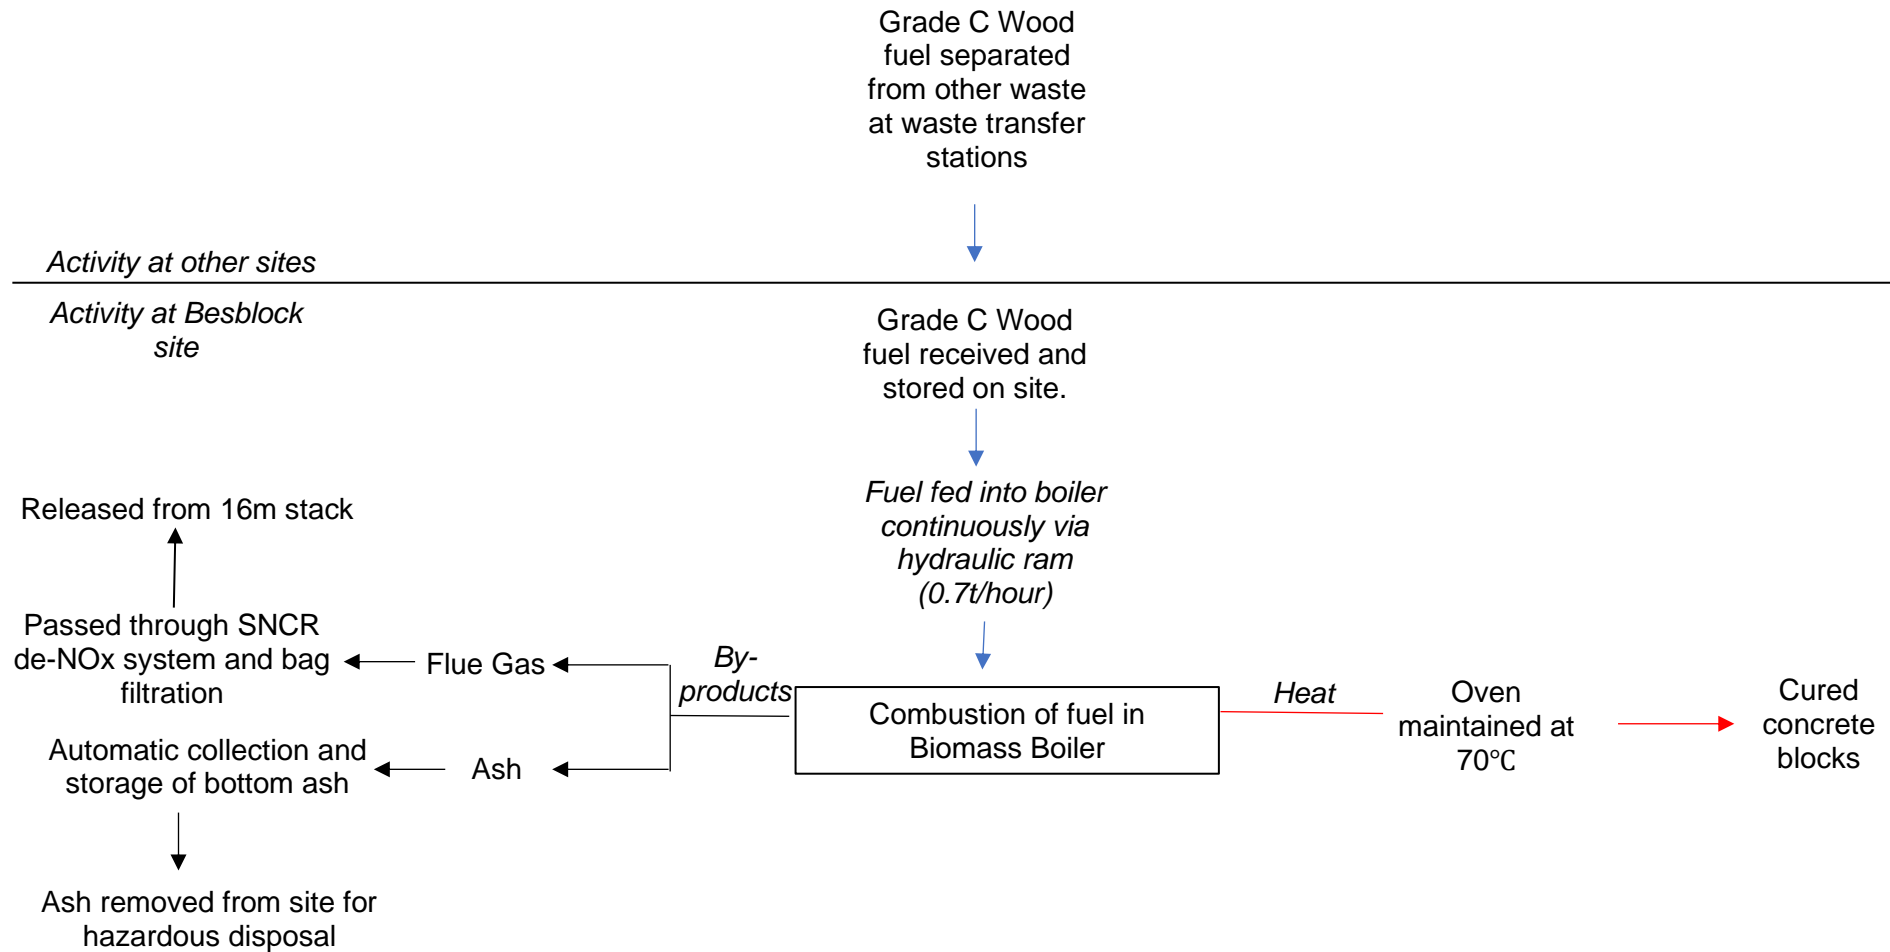 Grade C Wood
fuel separated
from other waste
at waste transfer
stations
Activity at other sites
Activity at Besblock
site
Grade C Wood
fuel received and
stored on site.
Fuel fed into boiler
continuously via
hydraulic ram
(0.7t/hour)
Released from 16m stack
Passed through SNCR
de-NOx system and bag
filtration
Flue Gas
By-
products
Combustion of fuel in
Biomass Boiler
Heat
Oven
maintained at
70℃
Cured
concrete
blocks
Automatic collection and
storage of bottom ash
Ash
Ash removed from site for
hazardous disposal